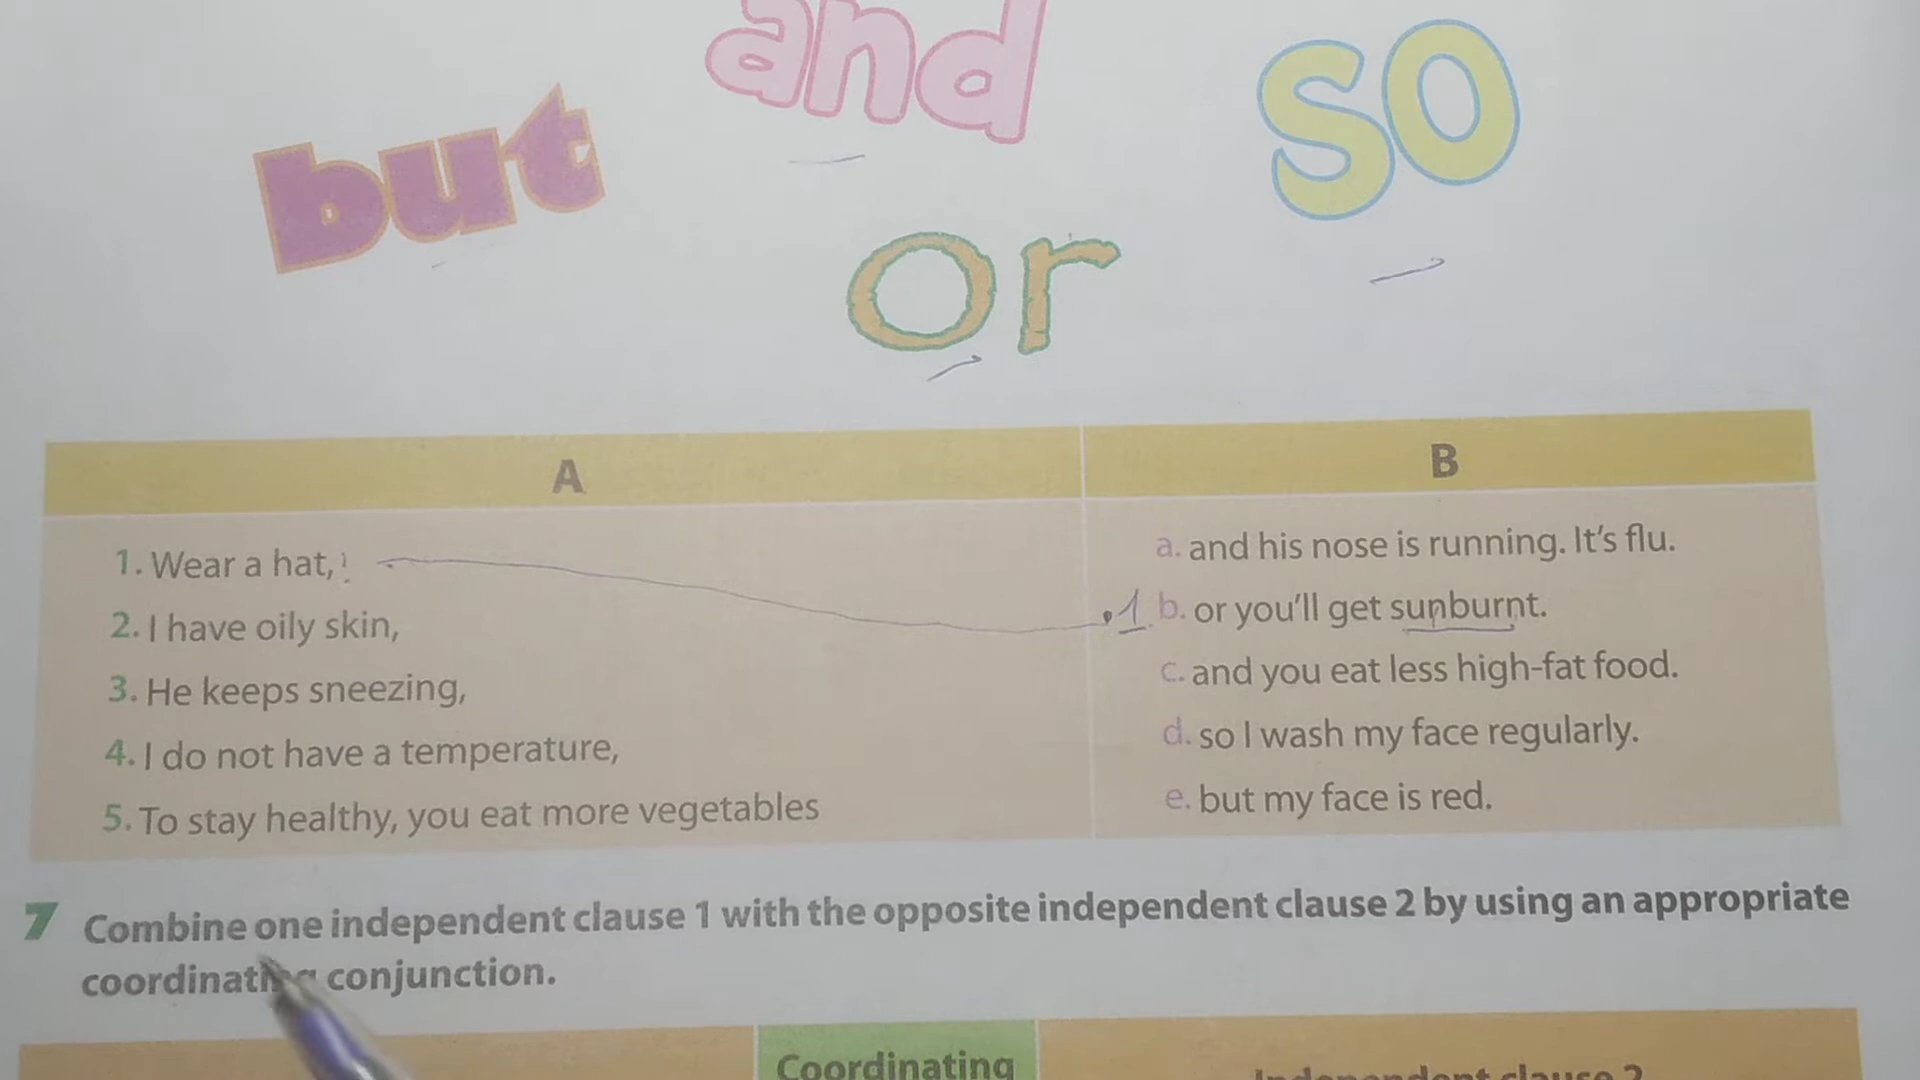 and
so
but
or
A
B
1. Wear a hat,
a. and his nose is running. It's flu.
1 b. or you'll get sunburnt.
2. I have oily skin,
c. and you eat less high-fat food.
3. He keeps sneezing,
d. so I wash my face regularly.
4. I do not have a temperature,
e. but my face is red.
5. To stay healthy, you eat more vegetables
7 Combine one independent clause 1 with the opposite independent clause 2 by using an appropriate
coordinating conjunction.
Coordinating
Independent clause 2